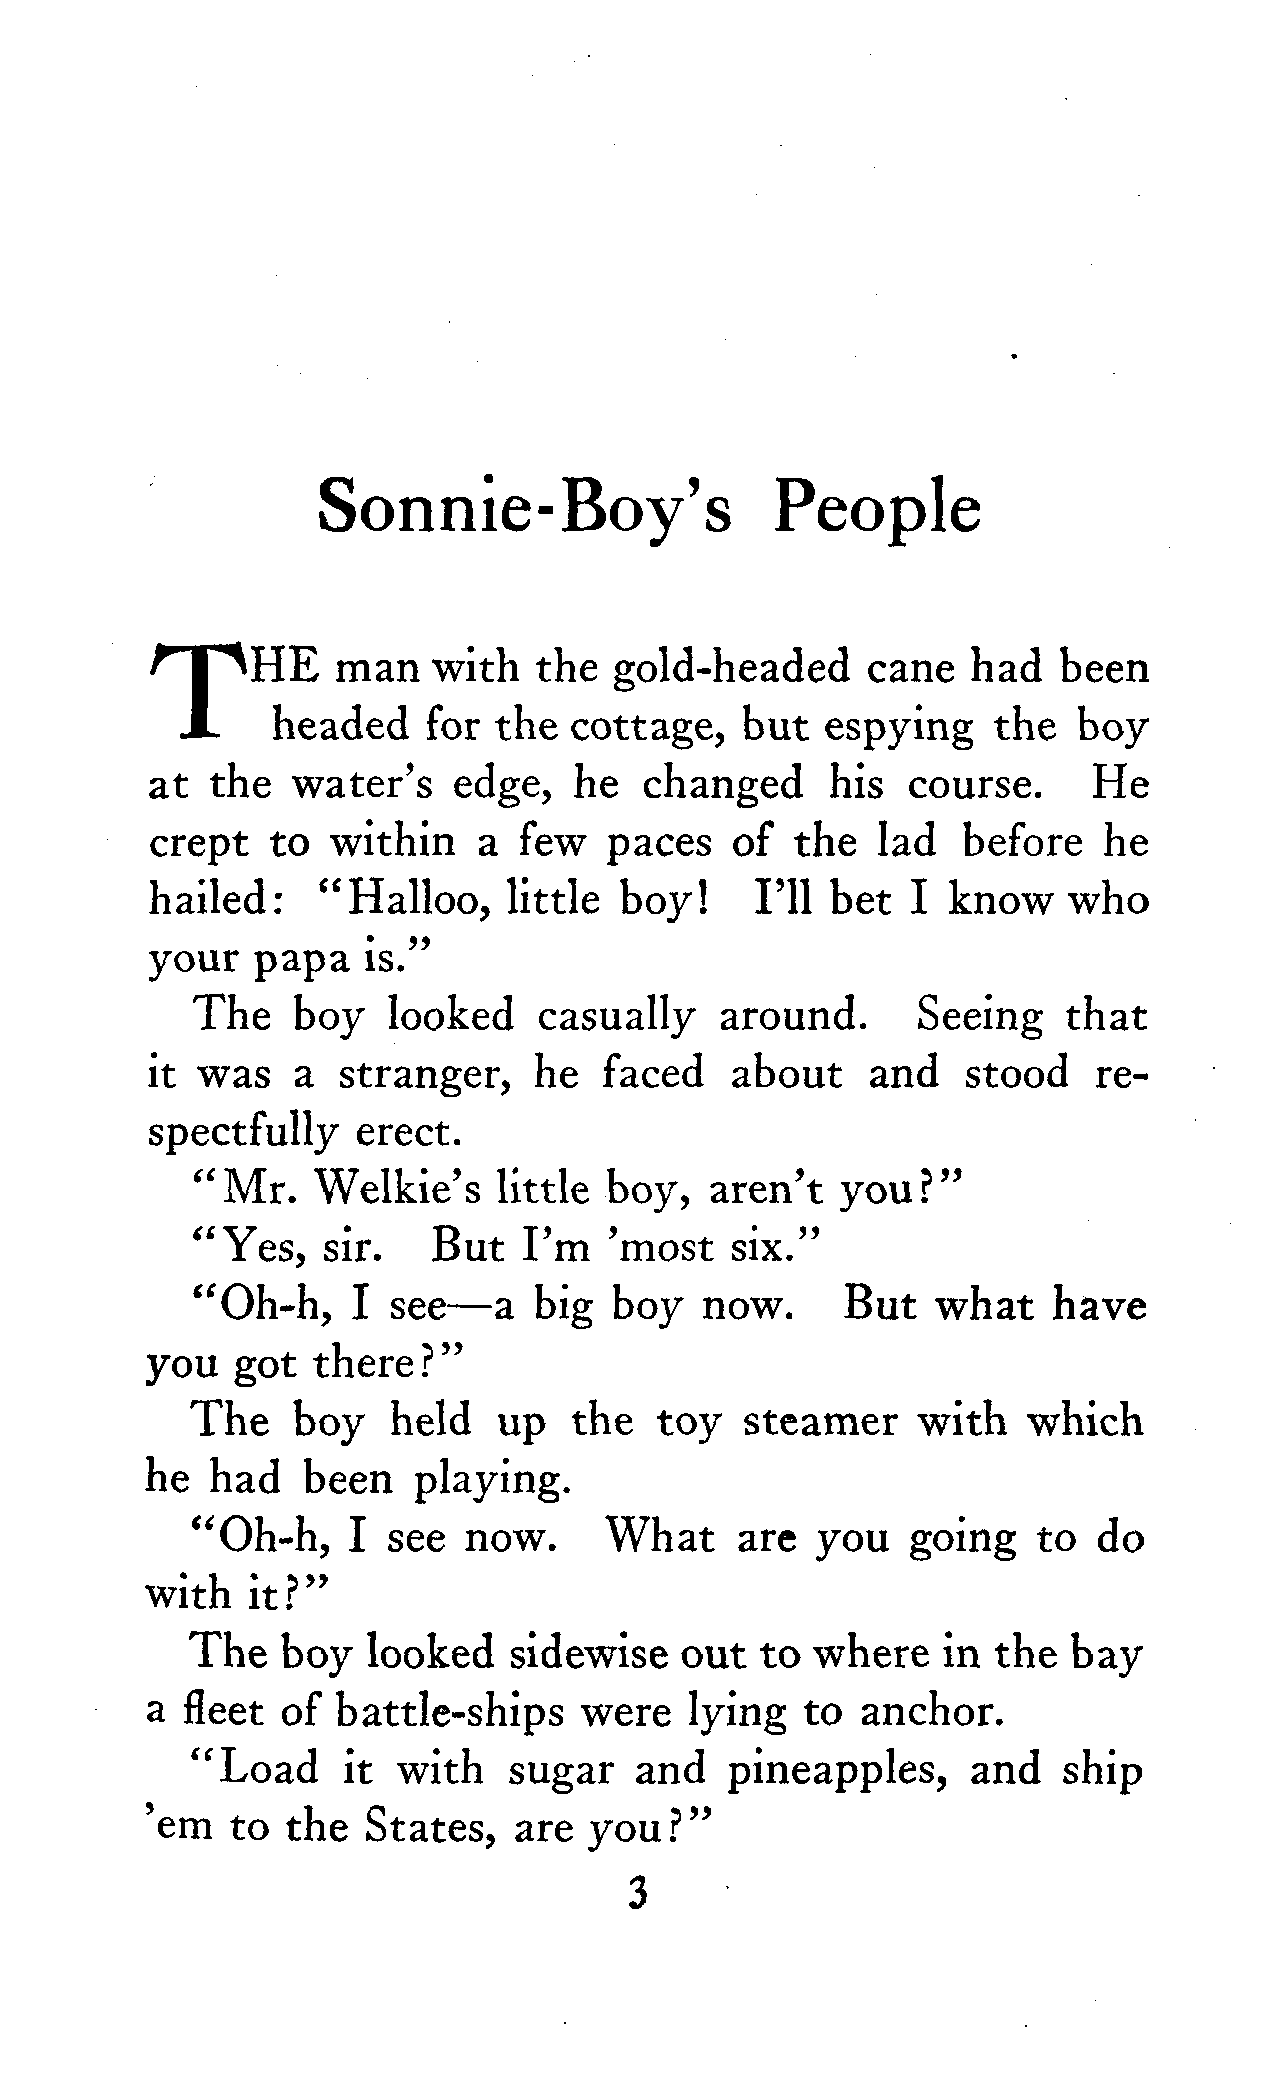 Sonnie-Boy's People
THE man with the gold-headed cane had been
headed for the cottage, but espying the boy
at the water's edge, he changed his course. He
crept to within a few paces of the lad before he
hailed: "Halloo, little boy! I'll bet I know who
your papa is."
The boy looked casually around. Seeing that
it was a stranger, he faced about and stood re-
spectfully erect.
"Mr. Welkie's little boy, aren't you?"
"Yes, sir. But I'm 'most six."
"Oh-h, I see—a big boy now. But what have
you got there?"
The boy held up the toy steamer with which
he had been playing.
"Oh-h, I see now. What are you going to do
with it?"
The boy looked sidewise out to where in the bay
a fleet of battle-ships were lying to anchor.
"Load it with sugar and pineapples, and ship
'em to the States, are you?"
3